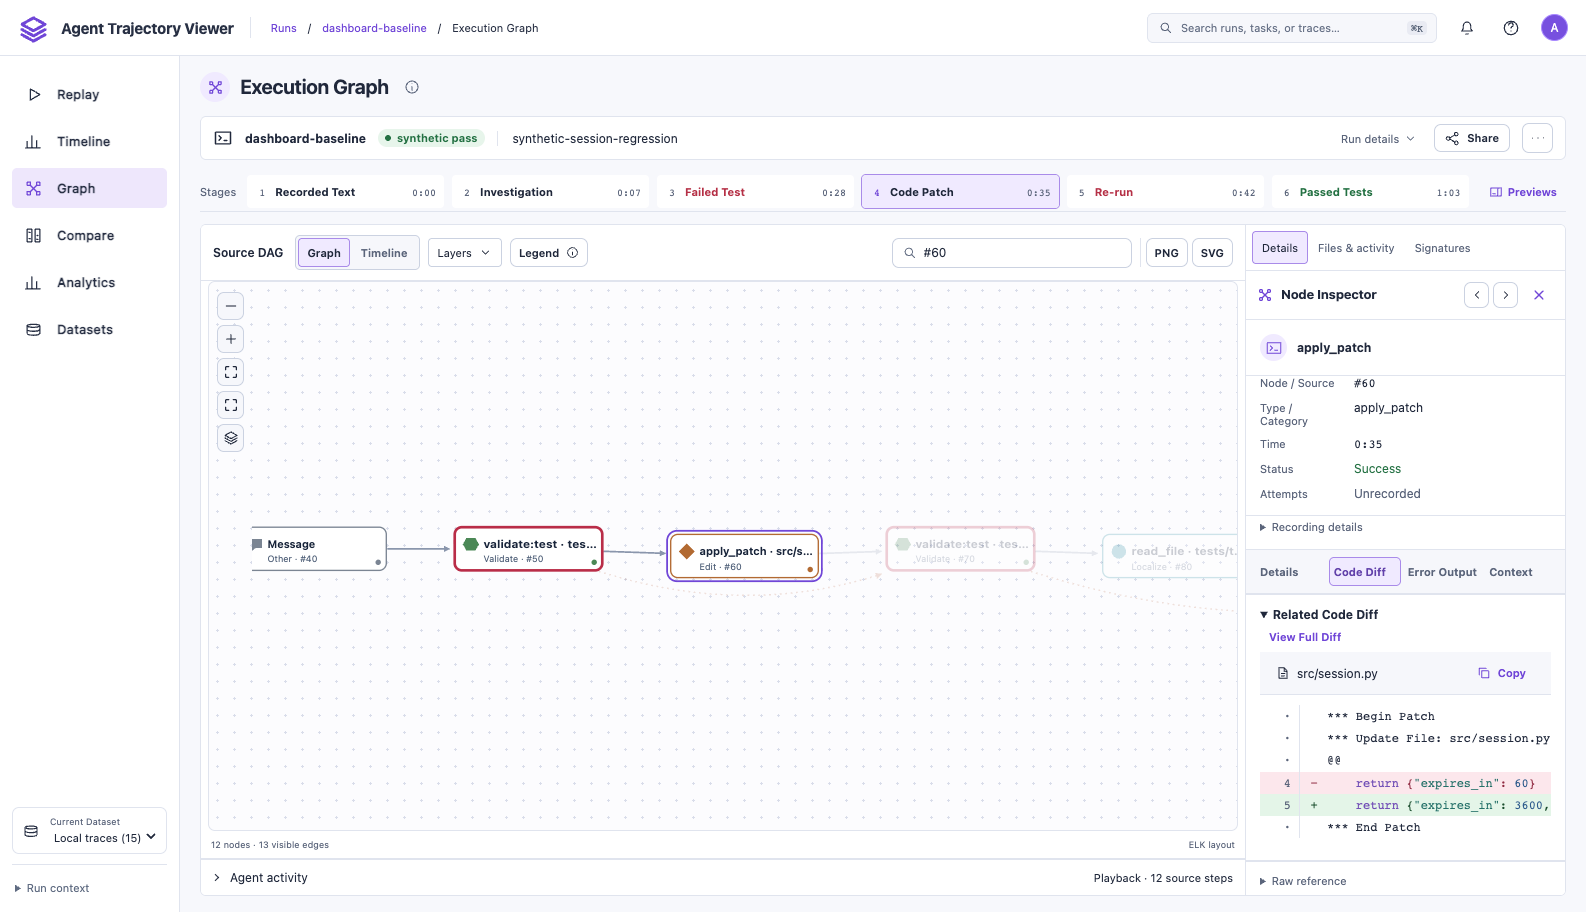 Agent Trajectory Viewer
Runs / dashboard-baseline / Execution Graph
Search runs, tasks, or traces...
⌘K
A
Replay
Timeline
Graph
Compare
Analytics
Datasets
Current Dataset
Local traces (15)
Run context
Execution Graph
dashboard-baseline
synthetic pass
synthetic-session-regression
Run details
Share
...
Stages
1 Recorded Text 0:00
2 Investigation 0:07
3 Failed Test 0:28
4 Code Patch 0:35
5 Re-run 0:42
6 Passed Tests 1:03
Previews
Source DAG
Graph
Timeline
Layers
Legend
#60
PNG
SVG
Message
Other · #40
validate:test · tes...
Validate · #50
apply_patch · src/s...
Edit · #60
validate:test · tes...
Validate · #70
read_file · tests/t.
Localize · #80
12 nodes · 13 visible edges
ELK layout
Agent activity
Playback · 12 source steps
Details
Files & activity
Signatures
Node Inspector
apply_patch
Node / Source #60
Type / Category apply_patch
Time 0:35
Status Success
Attempts Unrecorded
Recording details
Details
Code Diff
Error Output
Context
Related Code Diff
View Full Diff
src/session.py
Copy
· *** Begin Patch
· *** Update File: src/session.py
· @@
4 − return {"expires_in": 60}
5 + return {"expires_in": 3600,
· *** End Patch
Raw reference